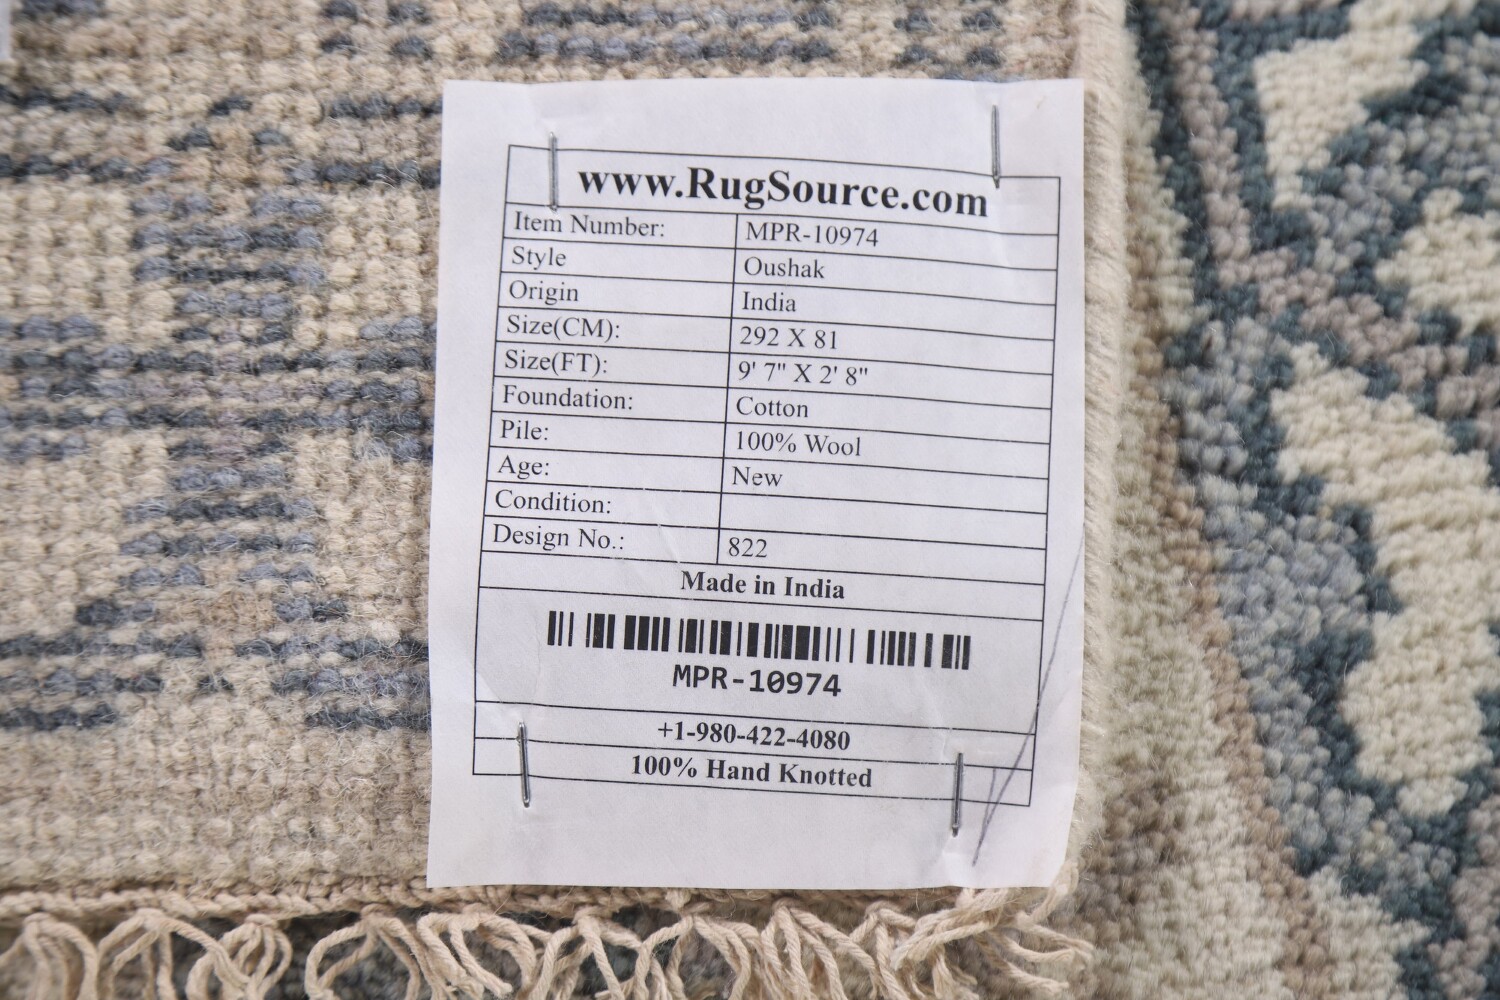 www.RugSource.com
Item Number: MPR-10974
Style Oushak
Origin India
Size(CM): 292 X 81
Size(FT): 9' 7" X 2' 8"
Foundation: Cotton
Pile: 100% Wool
Age: New
Condition:
Design No.: 822
Made in India
MPR-10974
+1-980-422-4080
100% Hand Knotted